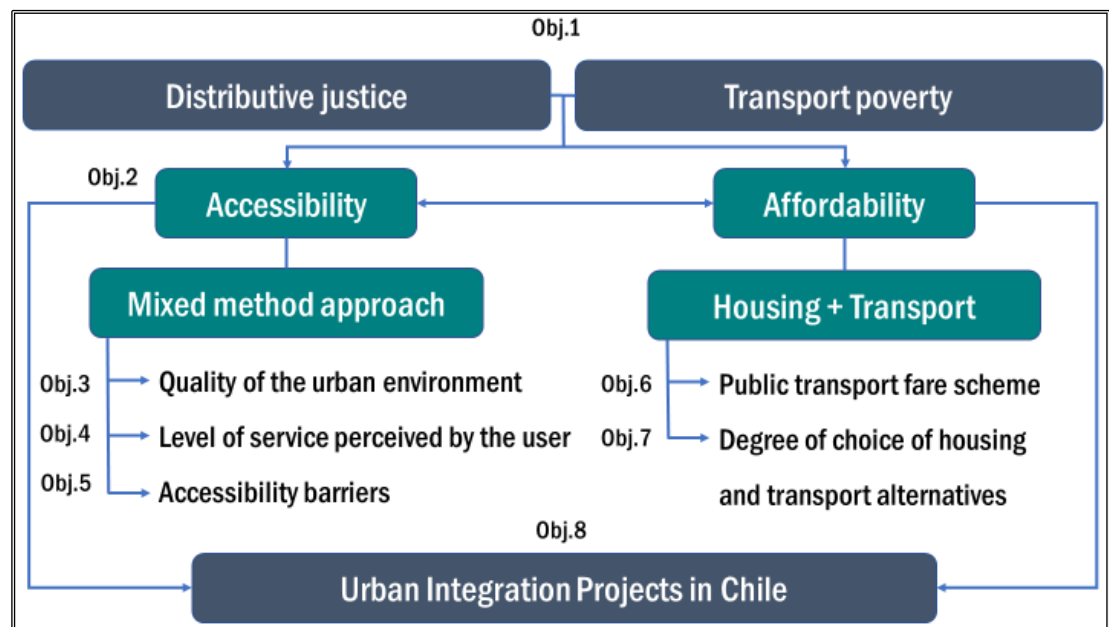 Obj.1
Distributive justice
Transport poverty
Obj.2
Accessibility
Affordability
Mixed method approach
Housing + Transport
Obj.3
Quality of the urban environment
Obj.4
Level of service perceived by the user
Obj.5
Accessibility barriers
Obj.6
Public transport fare scheme
Obj.7
Degree of choice of housing
and transport alternatives
Obj.8
Urban Integration Projects in Chile